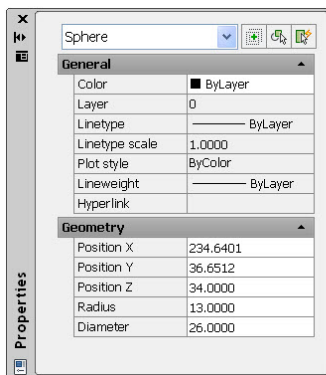 Sphere
General
Color ByLayer
Layer 0
Linetype ByLayer
Linetype scale 1.0000
Plot style ByColor
Lineweight ByLayer
Hyperlink
Geometry
Position X 234.6401
Position Y 36.6512
Position Z 34.0000
Radius 13.0000
Diameter 26.0000
Properties